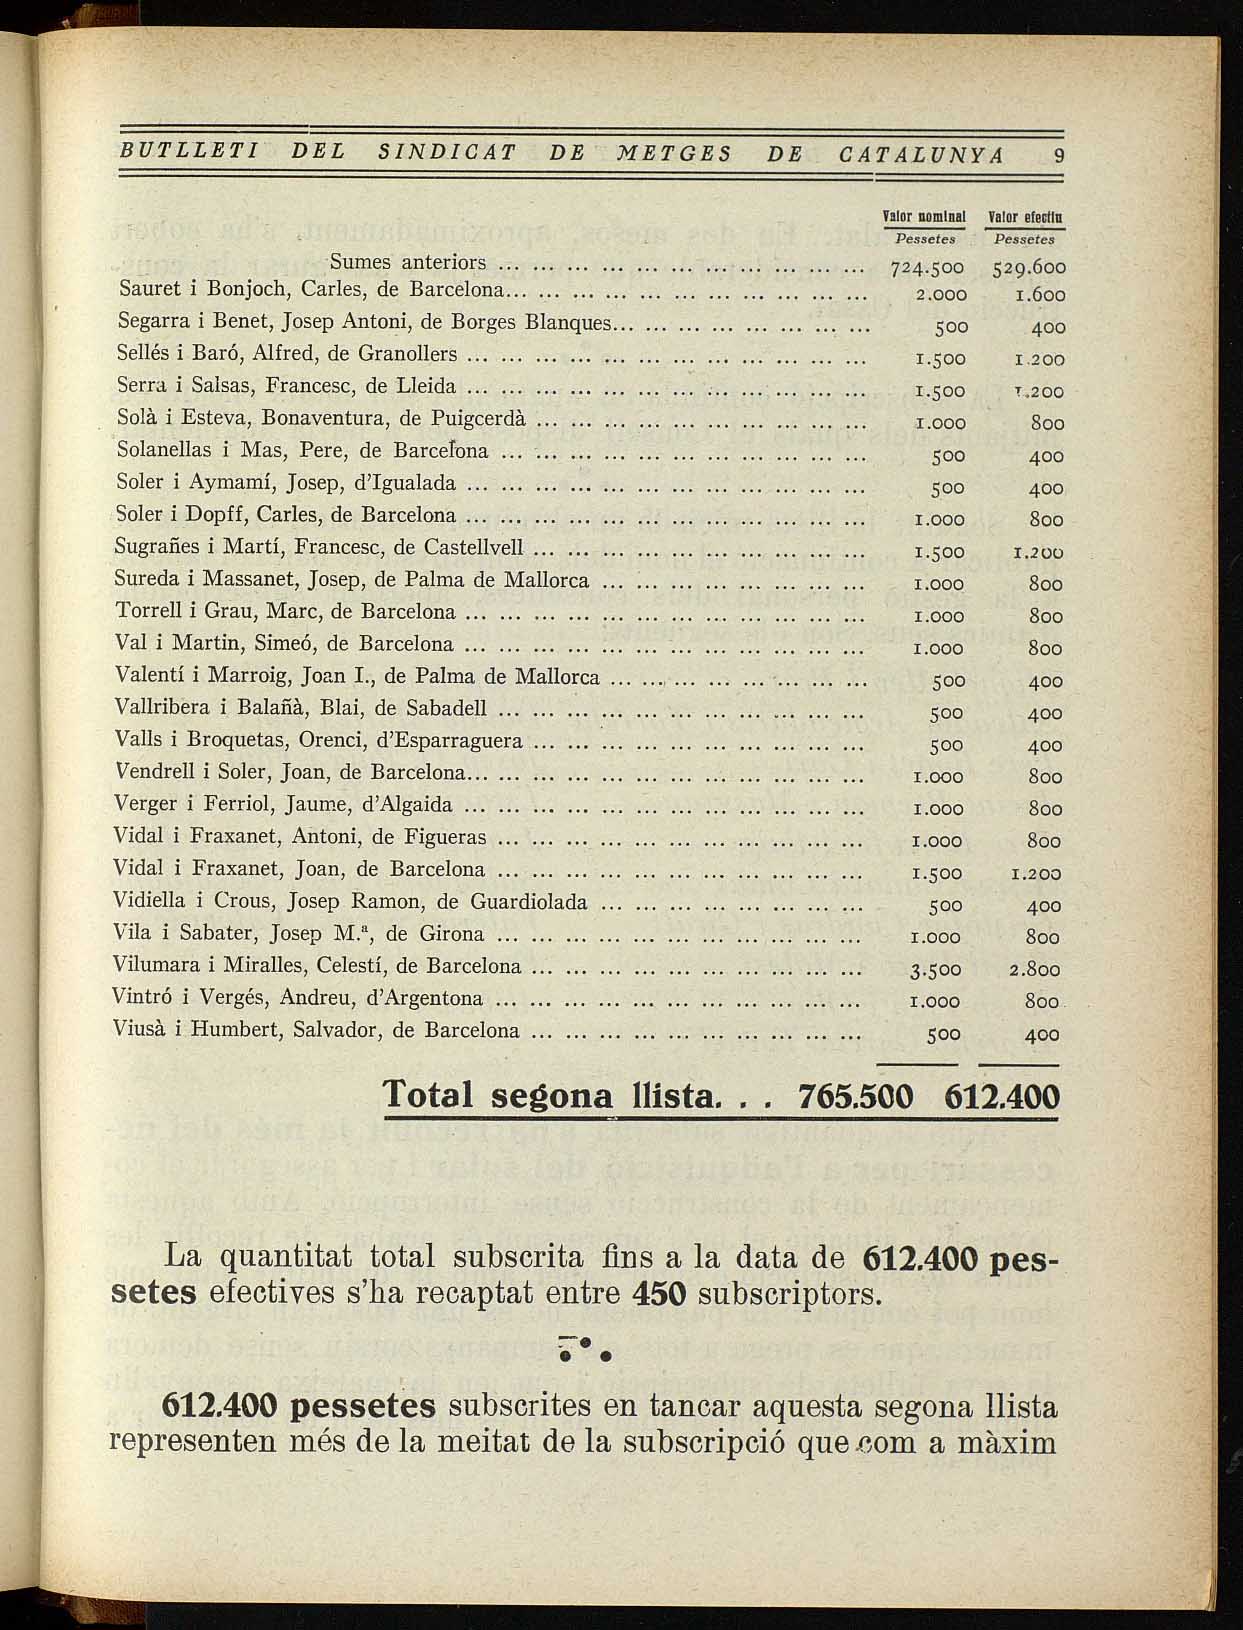 BUTLLETI DEL SINDICAT DE METGES DE CATALUNYA 9
Valor nominal Valor efectiu
Pessetes Pessetes
Sumes anteriors ... ... ... ... ... ... ... ... ... ... ... 724.500 529.600
Sauret i Bonjoch, Carles, de Barcelona... ... ... ... ... ... ... ... ... ... ... 2.000 1.600
Segarra i Benet, Josep Antoni, de Borges Blanques... ... ... ... ... ... ... ... 500 400
Sellés i Baró, Alfred, de Granollers ... ... ... ... ... ... ... ... ... ... ... ... 1.500 1.200
Serra i Salsas, Francesc, de Lleida ... ... ... ... ... ... ... ... ... ... ... ... 1.500 1.200
Solà i Esteva, Bonaventura, de Puigcerdà ... ... ... ... ... ... ... ... ... ... 1.000 800
Solanellas i Mas, Pere, de Barcelona ... ... ... ... ... ... ... ... ... ... ... 500 400
Soler i Aymamí, Josep, d'Igualada ... ... ... ... ... ... ... ... ... ... ... ... 500 400
Soler i Dopff, Carles, de Barcelona ... ... ... ... ... ... ... ... ... ... ... ... 1.000 800
Sugrañes i Martí, Francesc, de Castellvell ... ... ... ... ... ... ... ... ... ... 1.500 1.200
Sureda i Massanet, Josep, de Palma de Mallorca ... ... ... ... ... ... ... ... 1.000 800
Torrell i Grau, Marc, de Barcelona ... ... ... ... ... ... ... ... ... ... ... ... 1.000 800
Val i Martin, Simeó, de Barcelona ... ... ... ... ... ... ... ... ... ... ... ... 1.000 800
Valentí i Marroig, Joan I., de Palma de Mallorca ... ... ... ... ... ... ... ... 500 400
Vallribera i Balañà, Blai, de Sabadell ... ... ... ... ... ... ... ... ... ... ... 500 400
Valls i Broquetas, Orenci, d'Esparraguera ... ... ... ... ... ... ... ... ... ... 500 400
Vendrell i Soler, Joan, de Barcelona... ... ... ... ... ... ... ... ... ... ... ... 1.000 800
Verger i Ferriol, Jaume, d'Algaida ... ... ... ... ... ... ... ... ... ... ... ... 1.000 800
Vidal i Fraxanet, Antoni, de Figueras ... ... ... ... ... ... ... ... ... ... ... 1.000 800
Vidal i Fraxanet, Joan, de Barcelona ... ... ... ... ... ... ... ... ... ... ... 1.500 1.200
Vidiella i Crous, Josep Ramon, de Guardiolada ... ... ... ... ... ... ... ... 500 400
Vila i Sabater, Josep M.ª, de Girona ... ... ... ... ... ... ... ... ... ... ... 1.000 800
Vilumara i Miralles, Celestí, de Barcelona ... ... ... ... ... ... ... ... ... ... 3.500 2.800
Vintró i Vergés, Andreu, d'Argentona ... ... ... ... ... ... ... ... ... ... ... 1.000 800
Viusà i Humbert, Salvador, de Barcelona ... ... ... ... ... ... ... ... ... ... 500 400
Total segona llista. . . 765.500 612.400
La quantitat total subscrita fins a la data de 612.400 pes-
setes efectives s'ha recaptat entre 450 subscriptors.
612.400 pessetes subscrites en tancar aquesta segona llista
representen més de la meitat de la subscripció que com a màxim